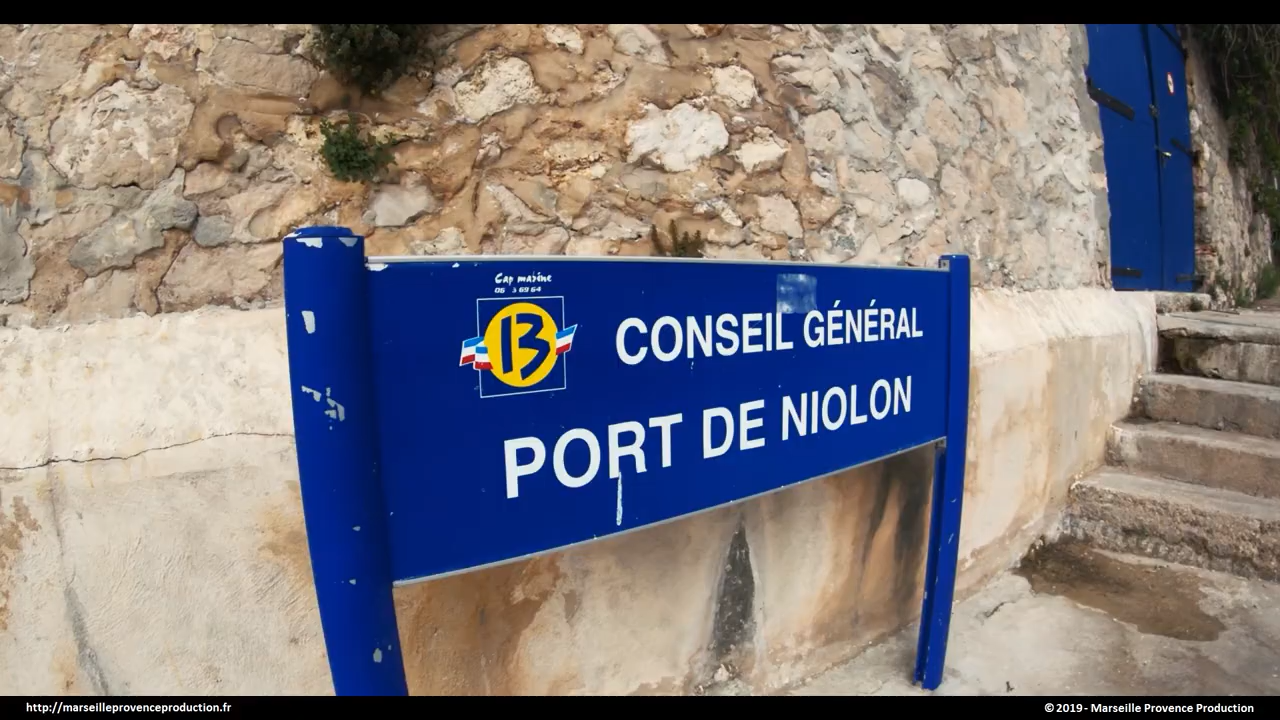 Cap marine
13
CONSEIL GÉNÉRAL
PORT DE NIOLON
http://marseilleprovenceproduction.fr
© 2019- Marseille Provence Production